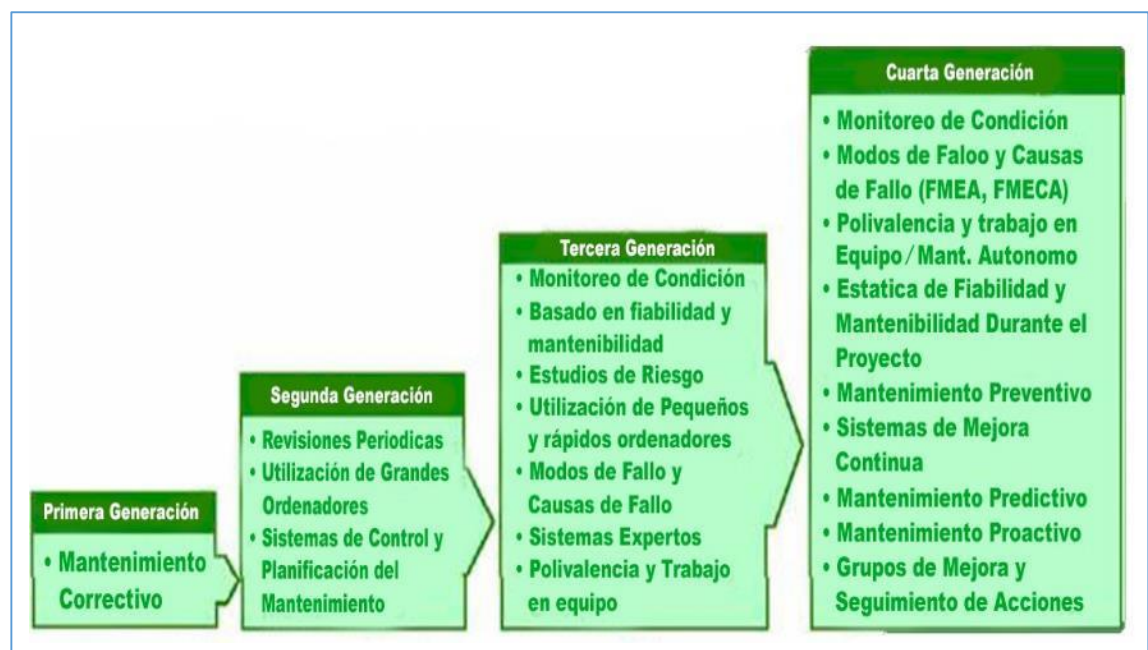 Primera Generación
• Mantenimiento
Correctivo
Segunda Generación
• Revisiones Periodicas
• Utilización de Grandes
Ordenadores
• Sistemas de Control y
Planificación del
Mantenimiento
Tercera Generación
• Monitoreo de Condición
• Basado en fiabilidad y
mantenibilidad
• Estudios de Riesgo
• Utilización de Pequeños
y rápidos ordenadores
• Modos de Fallo y
Causas de Fallo
• Sistemas Expertos
• Polivalencia y Trabajo
en equipo
Cuarta Generación
• Monitoreo de Condición
• Modos de Faloo y Causas
de Fallo (FMEA, FMECA)
• Polivalencia y trabajo en
Equipo / Mant. Autonomo
• Estatica de Fiabilidad y
Mantenibilidad Durante el
Proyecto
• Mantenimiento Preventivo
• Sistemas de Mejora
Continua
• Mantenimiento Predictivo
• Mantenimiento Proactivo
• Grupos de Mejora y
Seguimiento de Acciones